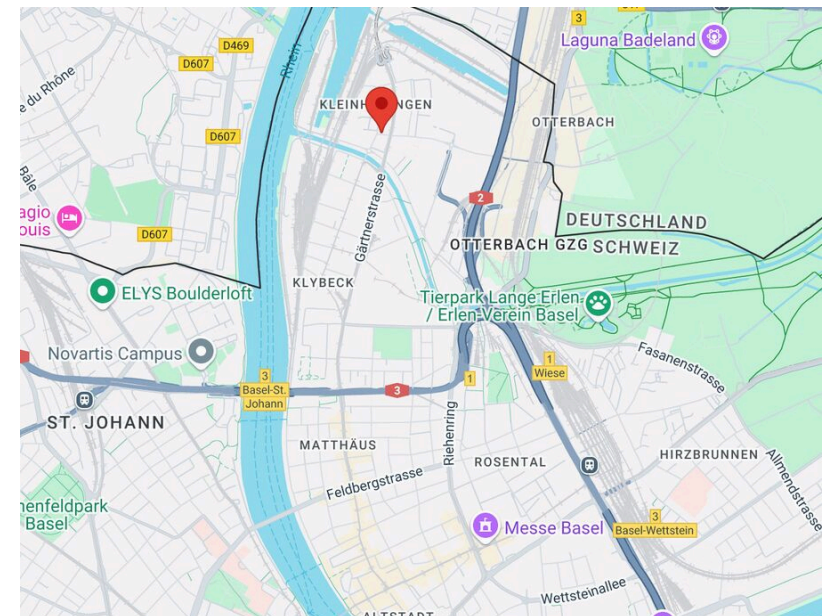 D469
D607
Rhein
Laguna Badeland
3
e du Rhône
KLEINH
NGEN
D607
OTTERBACH
2
Bâle
agio
ouis
D607
Gärtnerstrasse
DEUTSCHLAND
OTTERBACH GZG
SCHWEIZ
KLYBECK
ELYS Boulderloft
Tierpark Lange Erlen
/ Erlen-Verein Basel
Novartis Campus
Fasanenstrasse
1
Wiese
3
Basel-St.
Johann
3
1
ST. JOHANN
MATTHÄUS
Riehenring
ROSENTAL
HIRZBRUNNEN
Allmendstrasse
Feldbergstrasse
henfeldpark
Basel
Messe Basel
3
Basel-Wettstein
Wettsteinallee
ALTSTADT